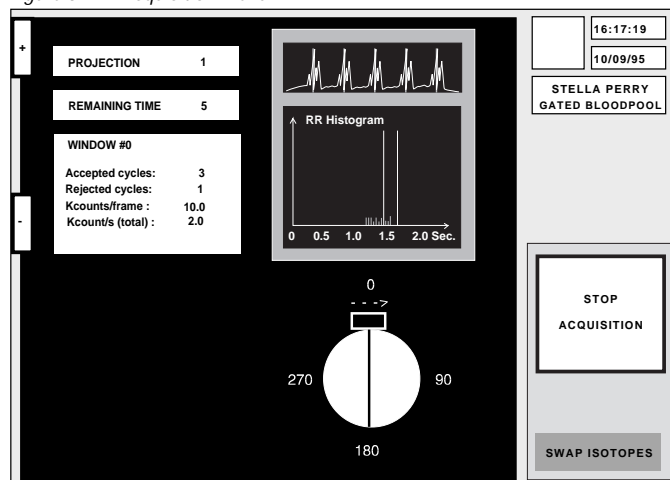 +
-
PROJECTION 1
REMAINING TIME 5
WINDOW #0
Accepted cycles: 3
Rejected cycles: 1
Kcounts/frame : 10.0
Kcount/s (total) : 2.0
RR Histogram
0 0.5 1.0 1.5 2.0 Sec.
0
--->
270 90
180
16:17:19
10/09/95
STELLA PERRY
GATED BLOODPOOL
STOP
ACQUISITION
SWAP ISOTOPES